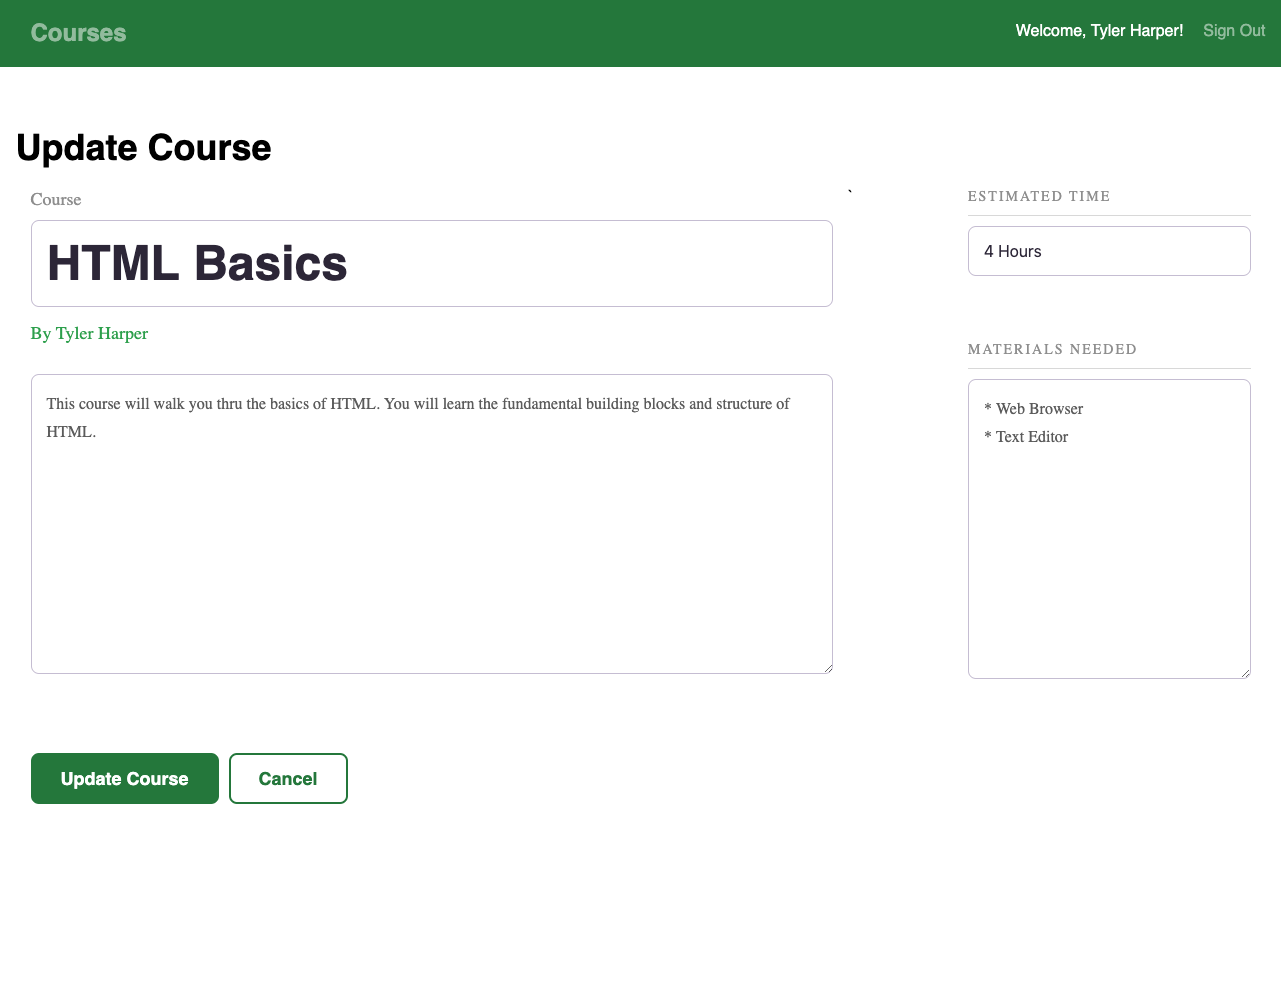 Courses
Welcome, Tyler Harper! Sign Out
Update Course
Course
HTML Basics
By Tyler Harper
This course will walk you thru the basics of HTML. You will learn the fundamental building blocks and structure of
HTML.
`
ESTIMATED TIME
4 Hours
MATERIALS NEEDED
* Web Browser
* Text Editor
Update Course
Cancel